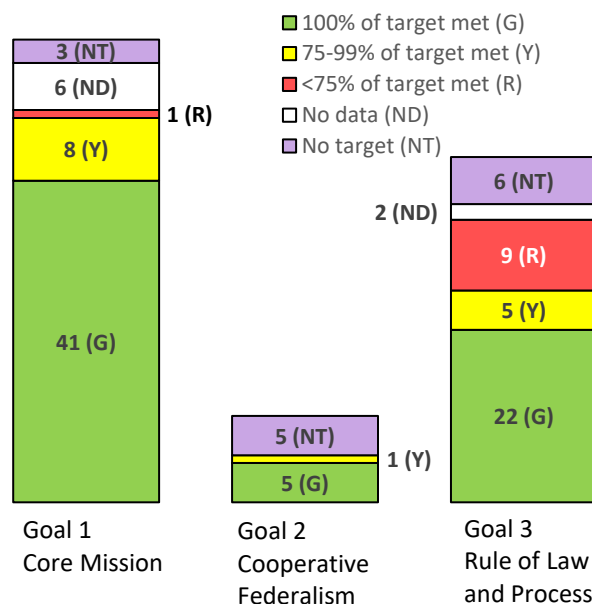 100% of target met (G)
75-99% of target met (Y)
<75% of target met (R)
No data (ND)
No target (NT)
3 (NT)
6 (ND)
1 (R)
8 (Y)
41 (G)
Goal 1
Core Mission
5 (NT)
1 (Y)
5 (G)
Goal 2
Cooperative
Federalism
6 (NT)
2 (ND)
9 (R)
5 (Y)
22 (G)
Goal 3
Rule of Law
and Process